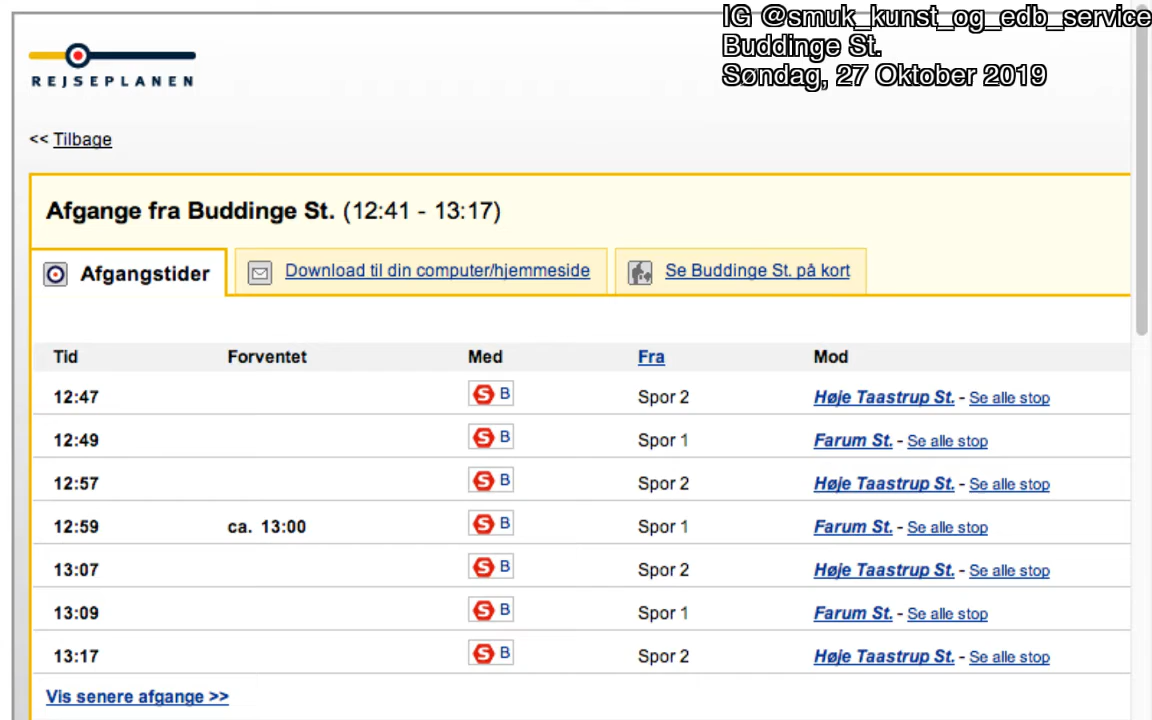 IG @smuk_kunst_og_edb_service
Buddinge St.
Søndag, 27 Oktober 2019
REJSEPLANEN
<< Tilbage
Afgange fra Buddinge St. (12:41 - 13:17)
Afgangstider Download til din computer/hjemmeside Se Buddinge St. på kort
Tid Forventet Med Fra Mod
12:47 S B Spor 2 Høje Taastrup St. - Se alle stop
12:49 S B Spor 1 Farum St. - Se alle stop
12:57 S B Spor 2 Høje Taastrup St. - Se alle stop
12:59 ca. 13:00 S B Spor 1 Farum St. - Se alle stop
13:07 S B Spor 2 Høje Taastrup St. - Se alle stop
13:09 S B Spor 1 Farum St. - Se alle stop
13:17 S B Spor 2 Høje Taastrup St. - Se alle stop
Vis senere afgange >>